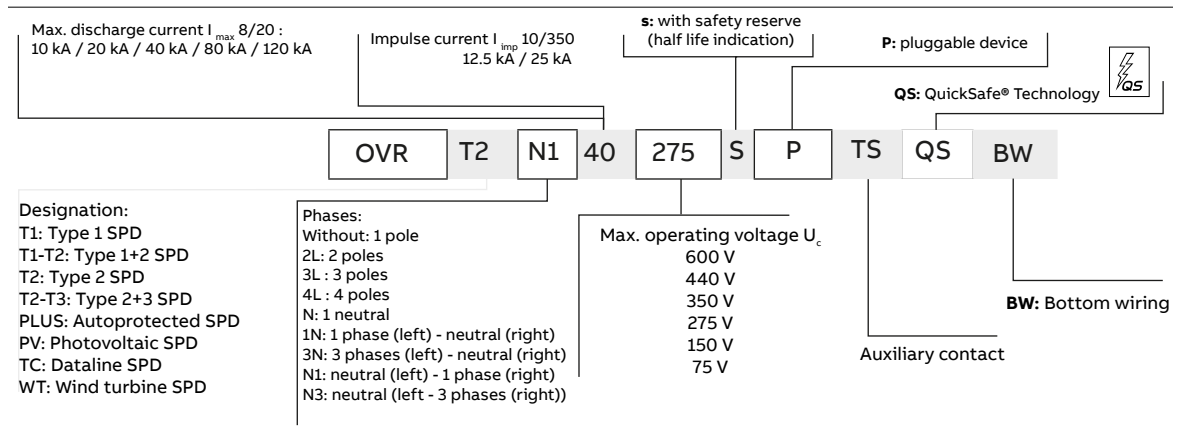 Max. discharge current I max 8/20 :
10 kA / 20 kA / 40 kA / 80 kA / 120 kA
Impulse current I imp 10/350
12.5 kA / 25 kA
s: with safety reserve
(half life indication)
P: pluggable device
QS: QuickSafe® Technology
QS
OVR T2 N1 40 275 S P TS QS BW
Designation:
T1: Type 1 SPD
T1-T2: Type 1+2 SPD
T2: Type 2 SPD
T2-T3: Type 2+3 SPD
PLUS: Autoprotected SPD
PV: Photovoltaic SPD
TC: Dataline SPD
WT: Wind turbine SPD
Phases:
Without: 1 pole
2L: 2 poles
3L : 3 poles
4L : 4 poles
N: 1 neutral
1N: 1 phase (left) - neutral (right)
3N: 3 phases (left) - neutral (right)
N1: neutral (left) - 1 phase (right)
N3: neutral (left - 3 phases (right))
Max. operating voltage Uc
600 V
440 V
350 V
275 V
150 V
75 V
Auxiliary contact
BW: Bottom wiring